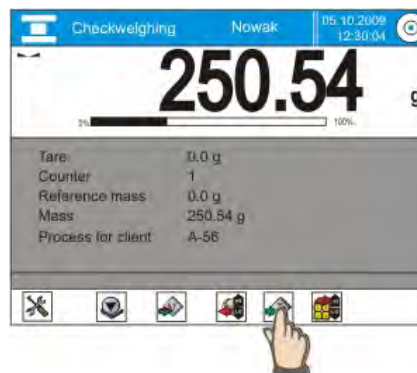 Checkweighing Nowak 05.10.2009
12:30:04
250.54 g
3% 100%
Tare 0.0 g
Counter 1
Reference mass 0.0 g
Mass 250.54 g
Process for client A-56